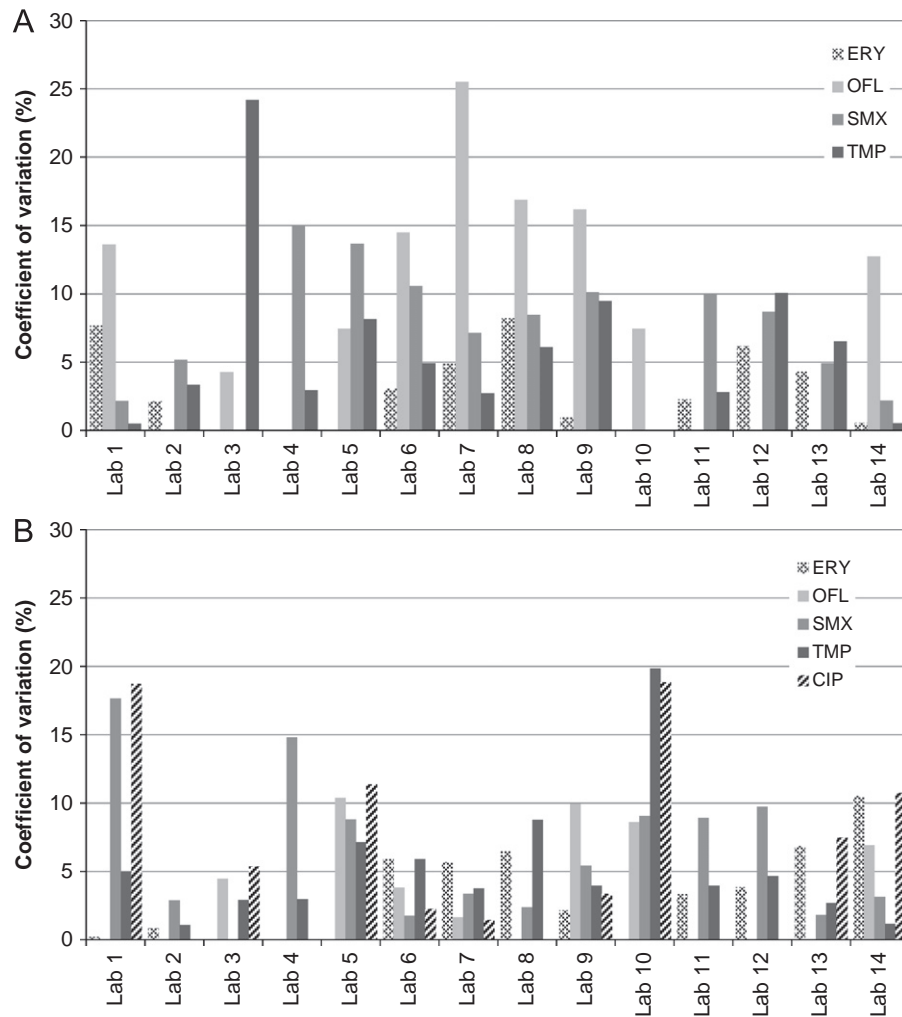 A
30
25
20
15
10
5
0
Coefficient of variation (%)
ERY
OFL
SMX
TMP
Lab 1
Lab 2
Lab 3
Lab 4
Lab 5
Lab 6
Lab 7
Lab 8
Lab 9
Lab 10
Lab 11
Lab 12
Lab 13
Lab 14
B
30
25
20
15
10
5
0
Coefficient of variation (%)
ERY
OFL
SMX
TMP
CIP
Lab 1
Lab 2
Lab 3
Lab 4
Lab 5
Lab 6
Lab 7
Lab 8
Lab 9
Lab 10
Lab 11
Lab 12
Lab 13
Lab 14